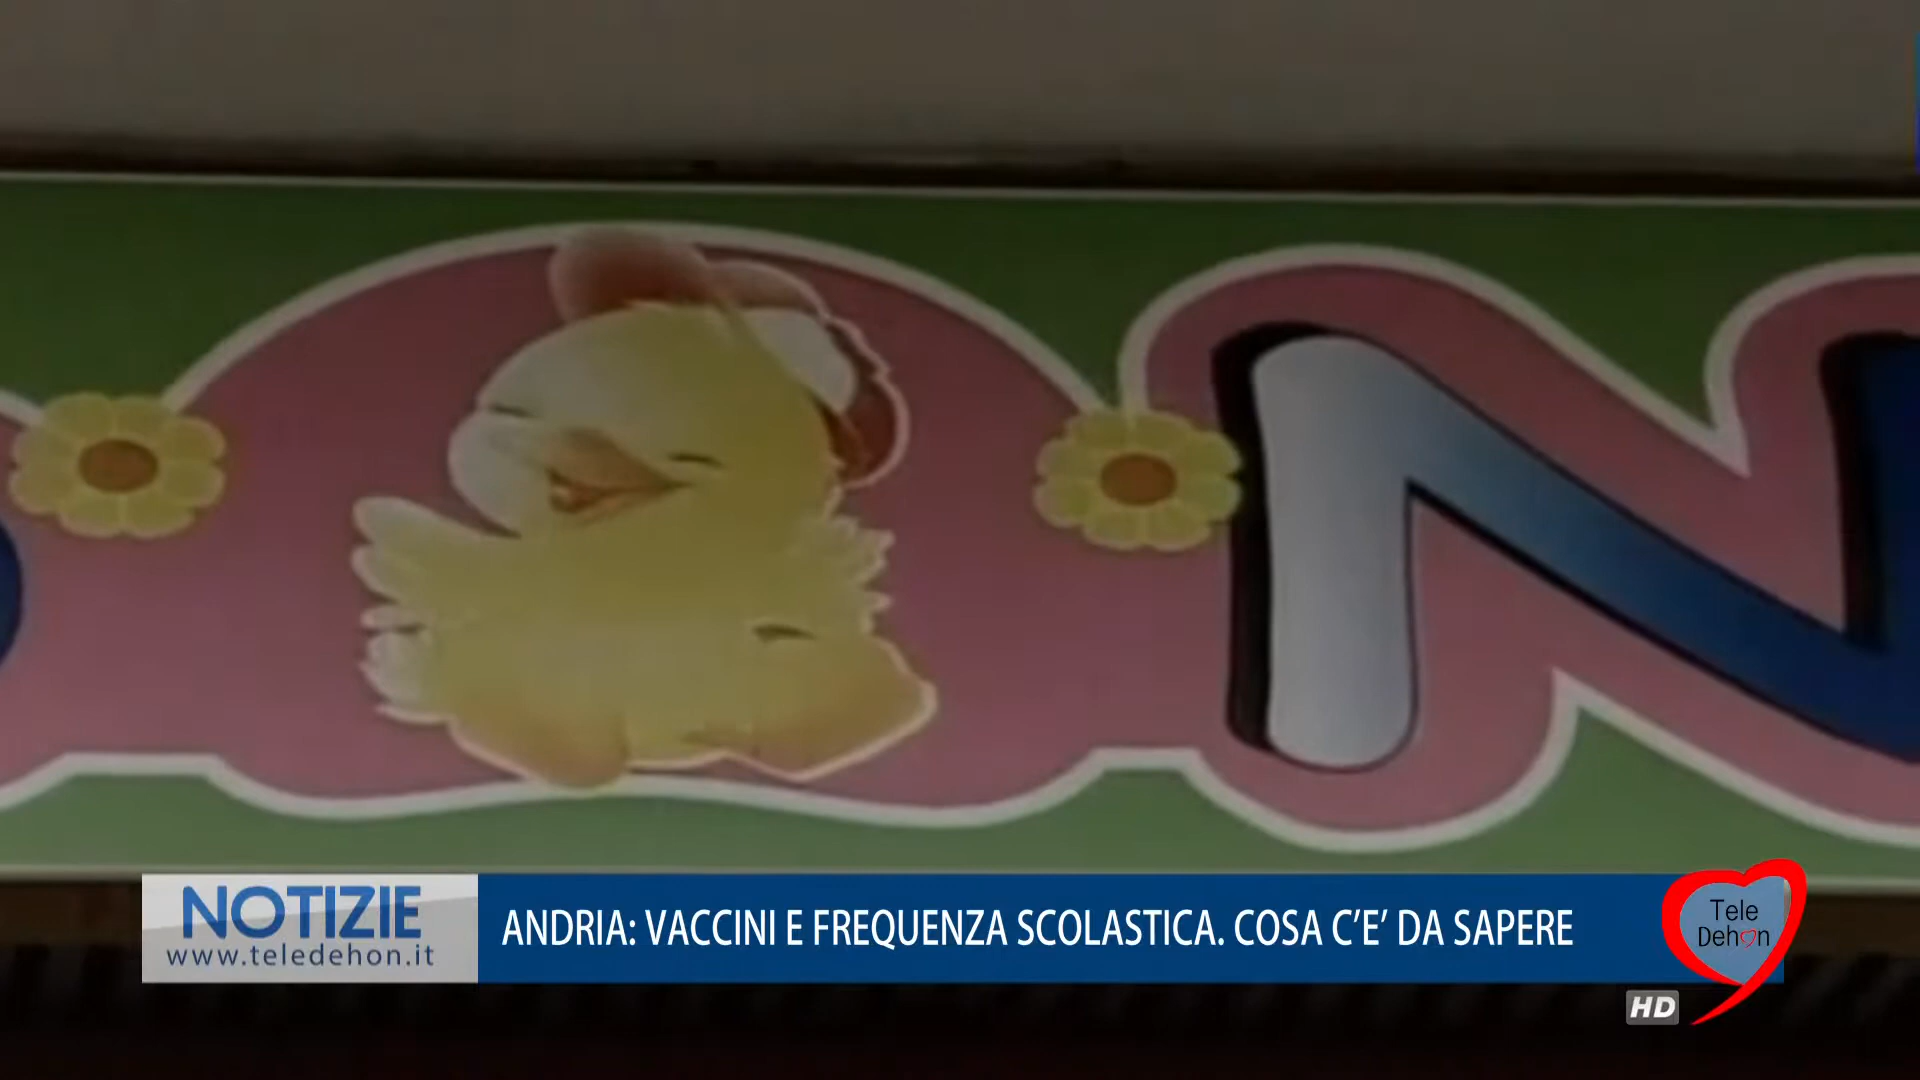 N
NOTIZIE
www.teledehon.it
ANDRIA: VACCINI E FREQUENZA SCOLASTICA. COSA C'E' DA SAPERE
Tele
Dehon
HD